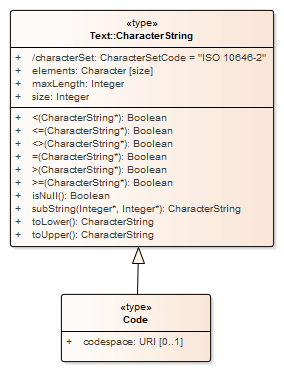 «type»
Text::CharacterString
+ /characterSet: CharacterSetCode = "ISO 10646-2"
+ elements: Character [size]
+ maxLength: Integer
+ size: Integer
+ <(CharacterString*): Boolean
+ <=(CharacterString*): Boolean
+ <>(CharacterString*): Boolean
+ =(CharacterString*): Boolean
+ >(CharacterString*): Boolean
+ >=(CharacterString*): Boolean
+ isNull(): Boolean
+ subString(Integer*, Integer*): CharacterString
+ toLower(): CharacterString
+ toUpper(): CharacterString
«type»
Code
+ codespace: URI [0..1]